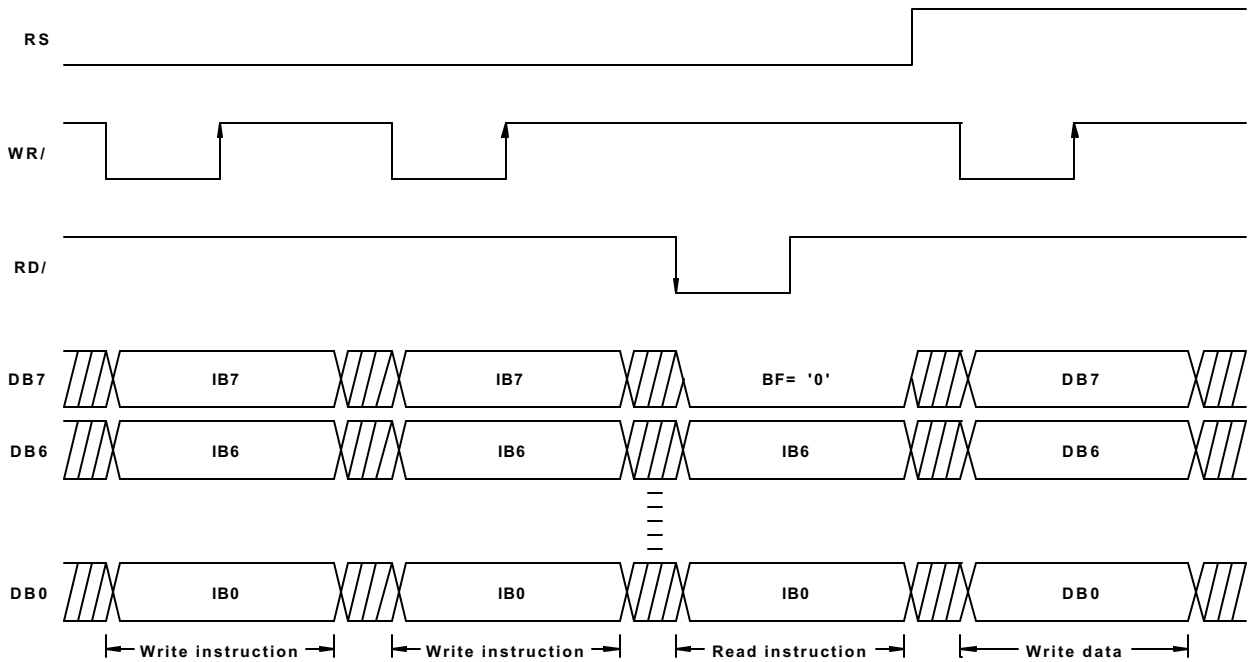 RS
WR/
RD/
DB7 IB7 IB7 BF= '0' DB7
DB6 IB6 IB6 IB6 DB6
DB0 IB0 IB0 IB0 DB0
Write instruction Write instruction Read instruction Write data